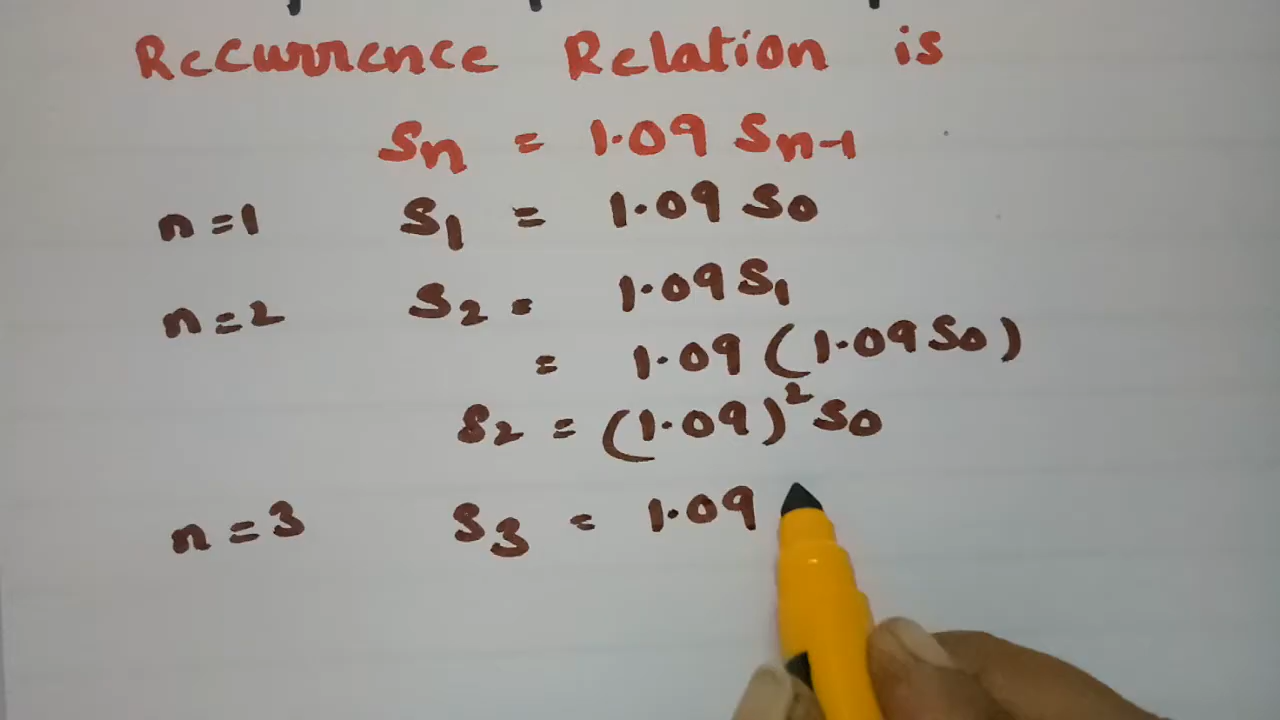 Recurrence Relation is
Sn = 1.09 Sn-1
n=1 S1 = 1.09 S0
n=2 S2 = 1.09 S1
= 1.09 (1.09 S0)
S2 = (1.09)² S0
n=3 S3 = 1.09